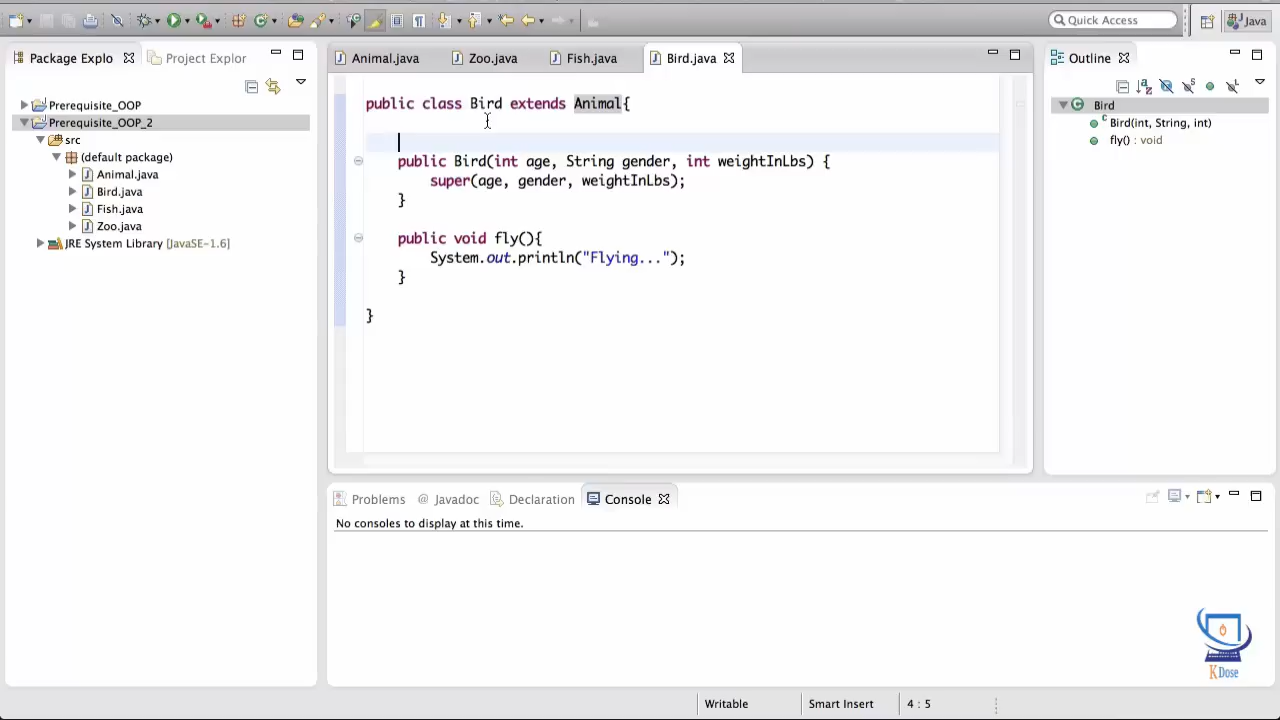 Quick Access
Java
Package Explo
Project Explor
Prerequisite_OOP
Prerequisite_OOP_2
src
(default package)
Animal.java
Bird.java
Fish.java
Zoo.java
JRE System Library [JavaSE-1.6]
Animal.java
Zoo.java
Fish.java
Bird.java
public class Bird extends Animal{
public Bird(int age, String gender, int weightInLbs) {
super(age, gender, weightInLbs);
}
public void fly(){
System.out.println("Flying...");
}
}
Outline
Bird
Bird(int, String, int)
fly() : void
Problems
@ Javadoc
Declaration
Console
No consoles to display at this time.
KDose
Writable
Smart Insert
4 : 5